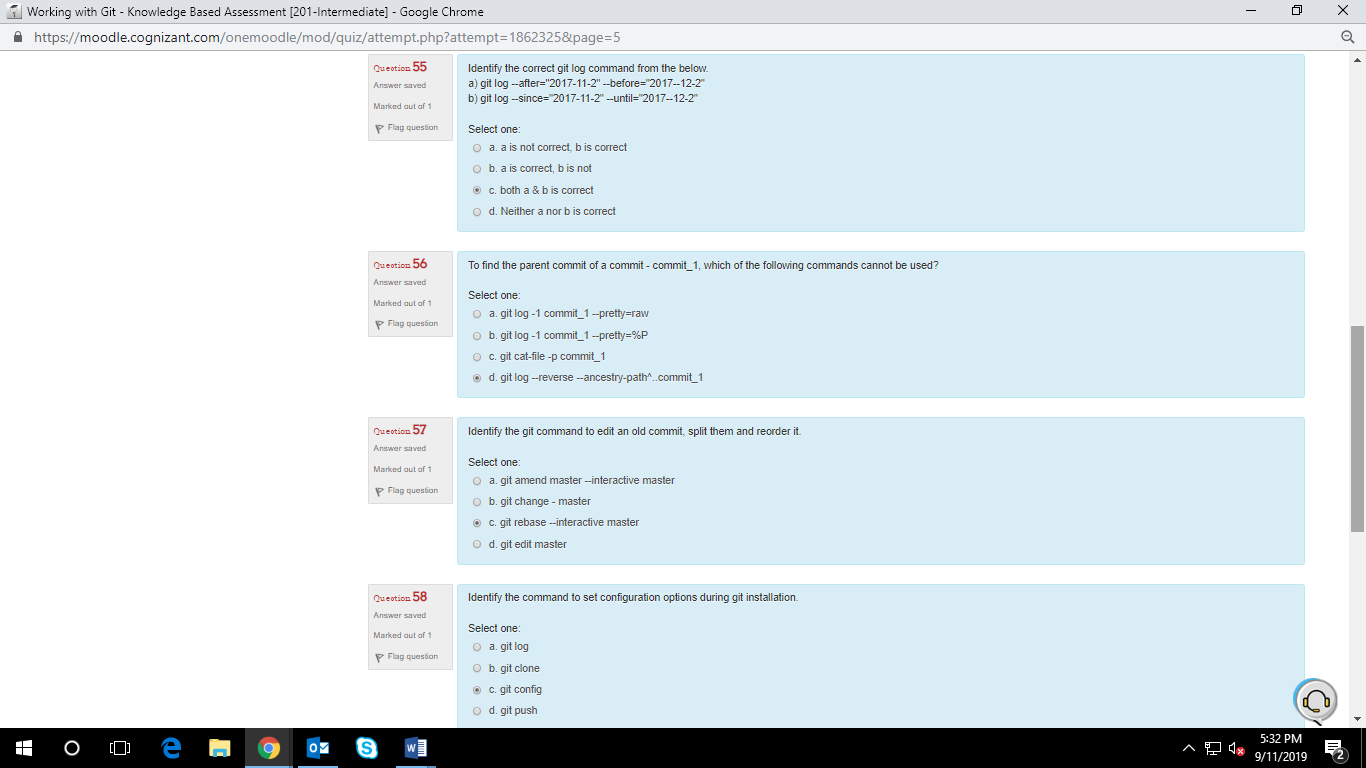 Working with Git - Knowledge Based Assessment [201-Intermediate] - Google Chrome
https://moodle.cognizant.com/onemoodle/mod/quiz/attempt.php?attempt=1862325&page=5
Question 55
Answer saved
Marked out of 1
Flag question
Identify the correct git log command from the below.
a) git log --after="2017-11-2" --before="2017--12-2"
b) git log --since="2017-11-2" --until="2017--12-2"
Select one:
a. a is not correct, b is correct
b. a is correct, b is not
c. both a & b is correct
d. Neither a nor b is correct
Question 56
Answer saved
Marked out of 1
Flag question
To find the parent commit of a commit - commit_1, which of the following commands cannot be used?
Select one:
a. git log -1 commit_1 --pretty=raw
b. git log -1 commit_1 --pretty=%P
c. git cat-file -p commit_1
d. git log --reverse --ancestry-path^..commit_1
Question 57
Answer saved
Marked out of 1
Flag question
Identify the git command to edit an old commit, split them and reorder it.
Select one:
a. git amend master --interactive master
b. git change - master
c. git rebase --interactive master
d. git edit master
Question 58
Answer saved
Marked out of 1
Flag question
Identify the command to set configuration options during git installation.
Select one:
a. git log
b. git clone
c. git config
d. git push
5:32 PM
9/11/2019
2